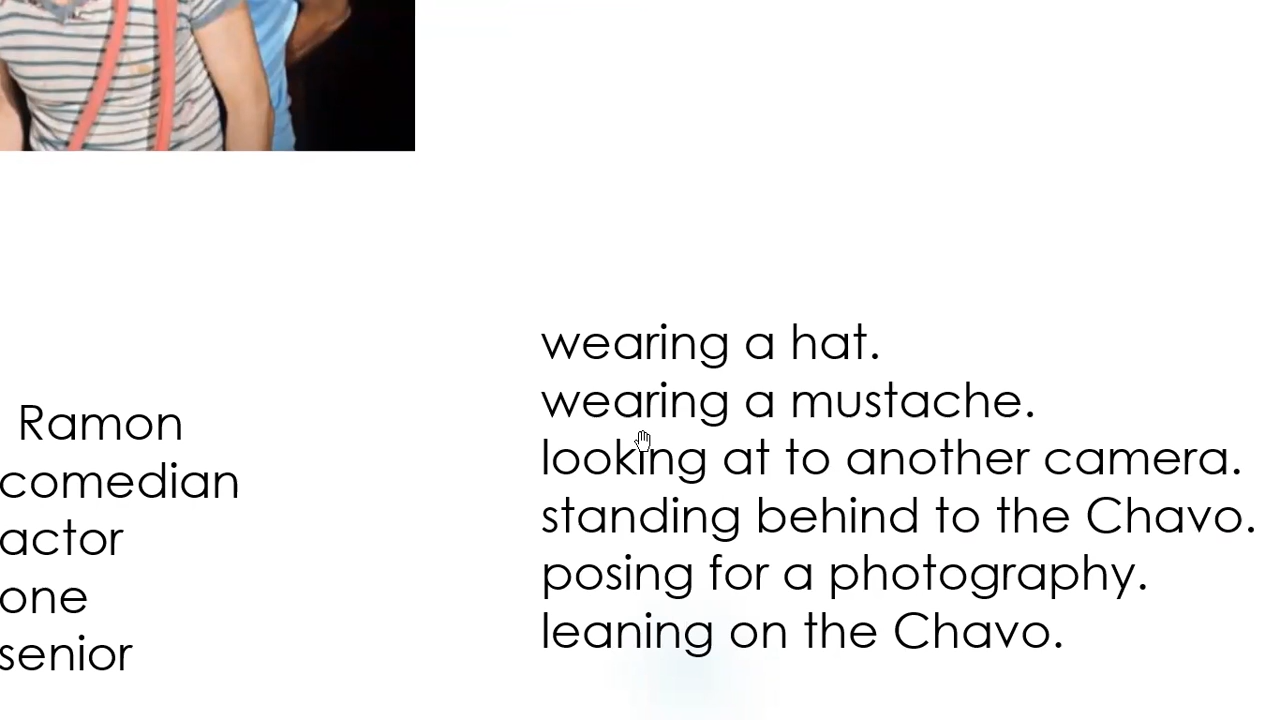 Ramon
comedian
actor
one
senior
wearing a hat.
wearing a mustache.
looking at to another camera.
standing behind to the Chavo.
posing for a photography.
leaning on the Chavo.